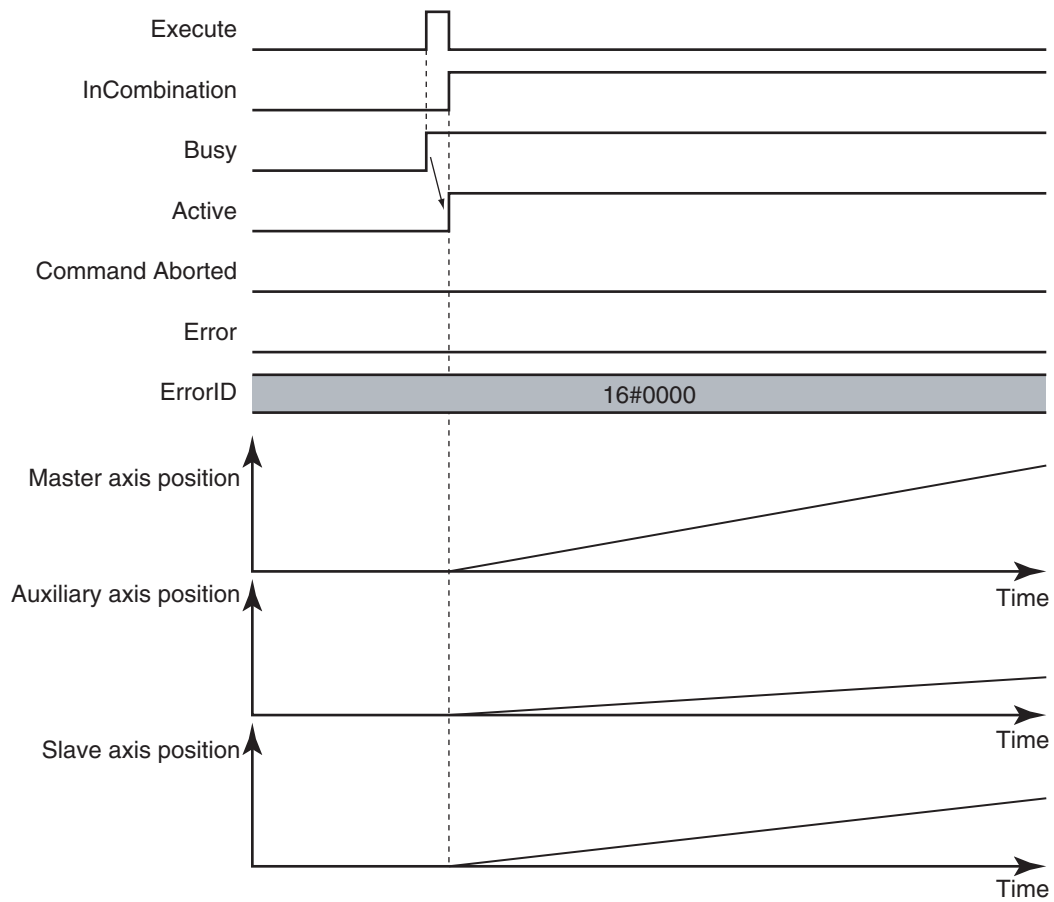 Execute
InCombination
Busy
Active
Command Aborted
Error
ErrorID
16#0000
Master axis position
Time
Auxiliary axis position
Time
Slave axis position
Time